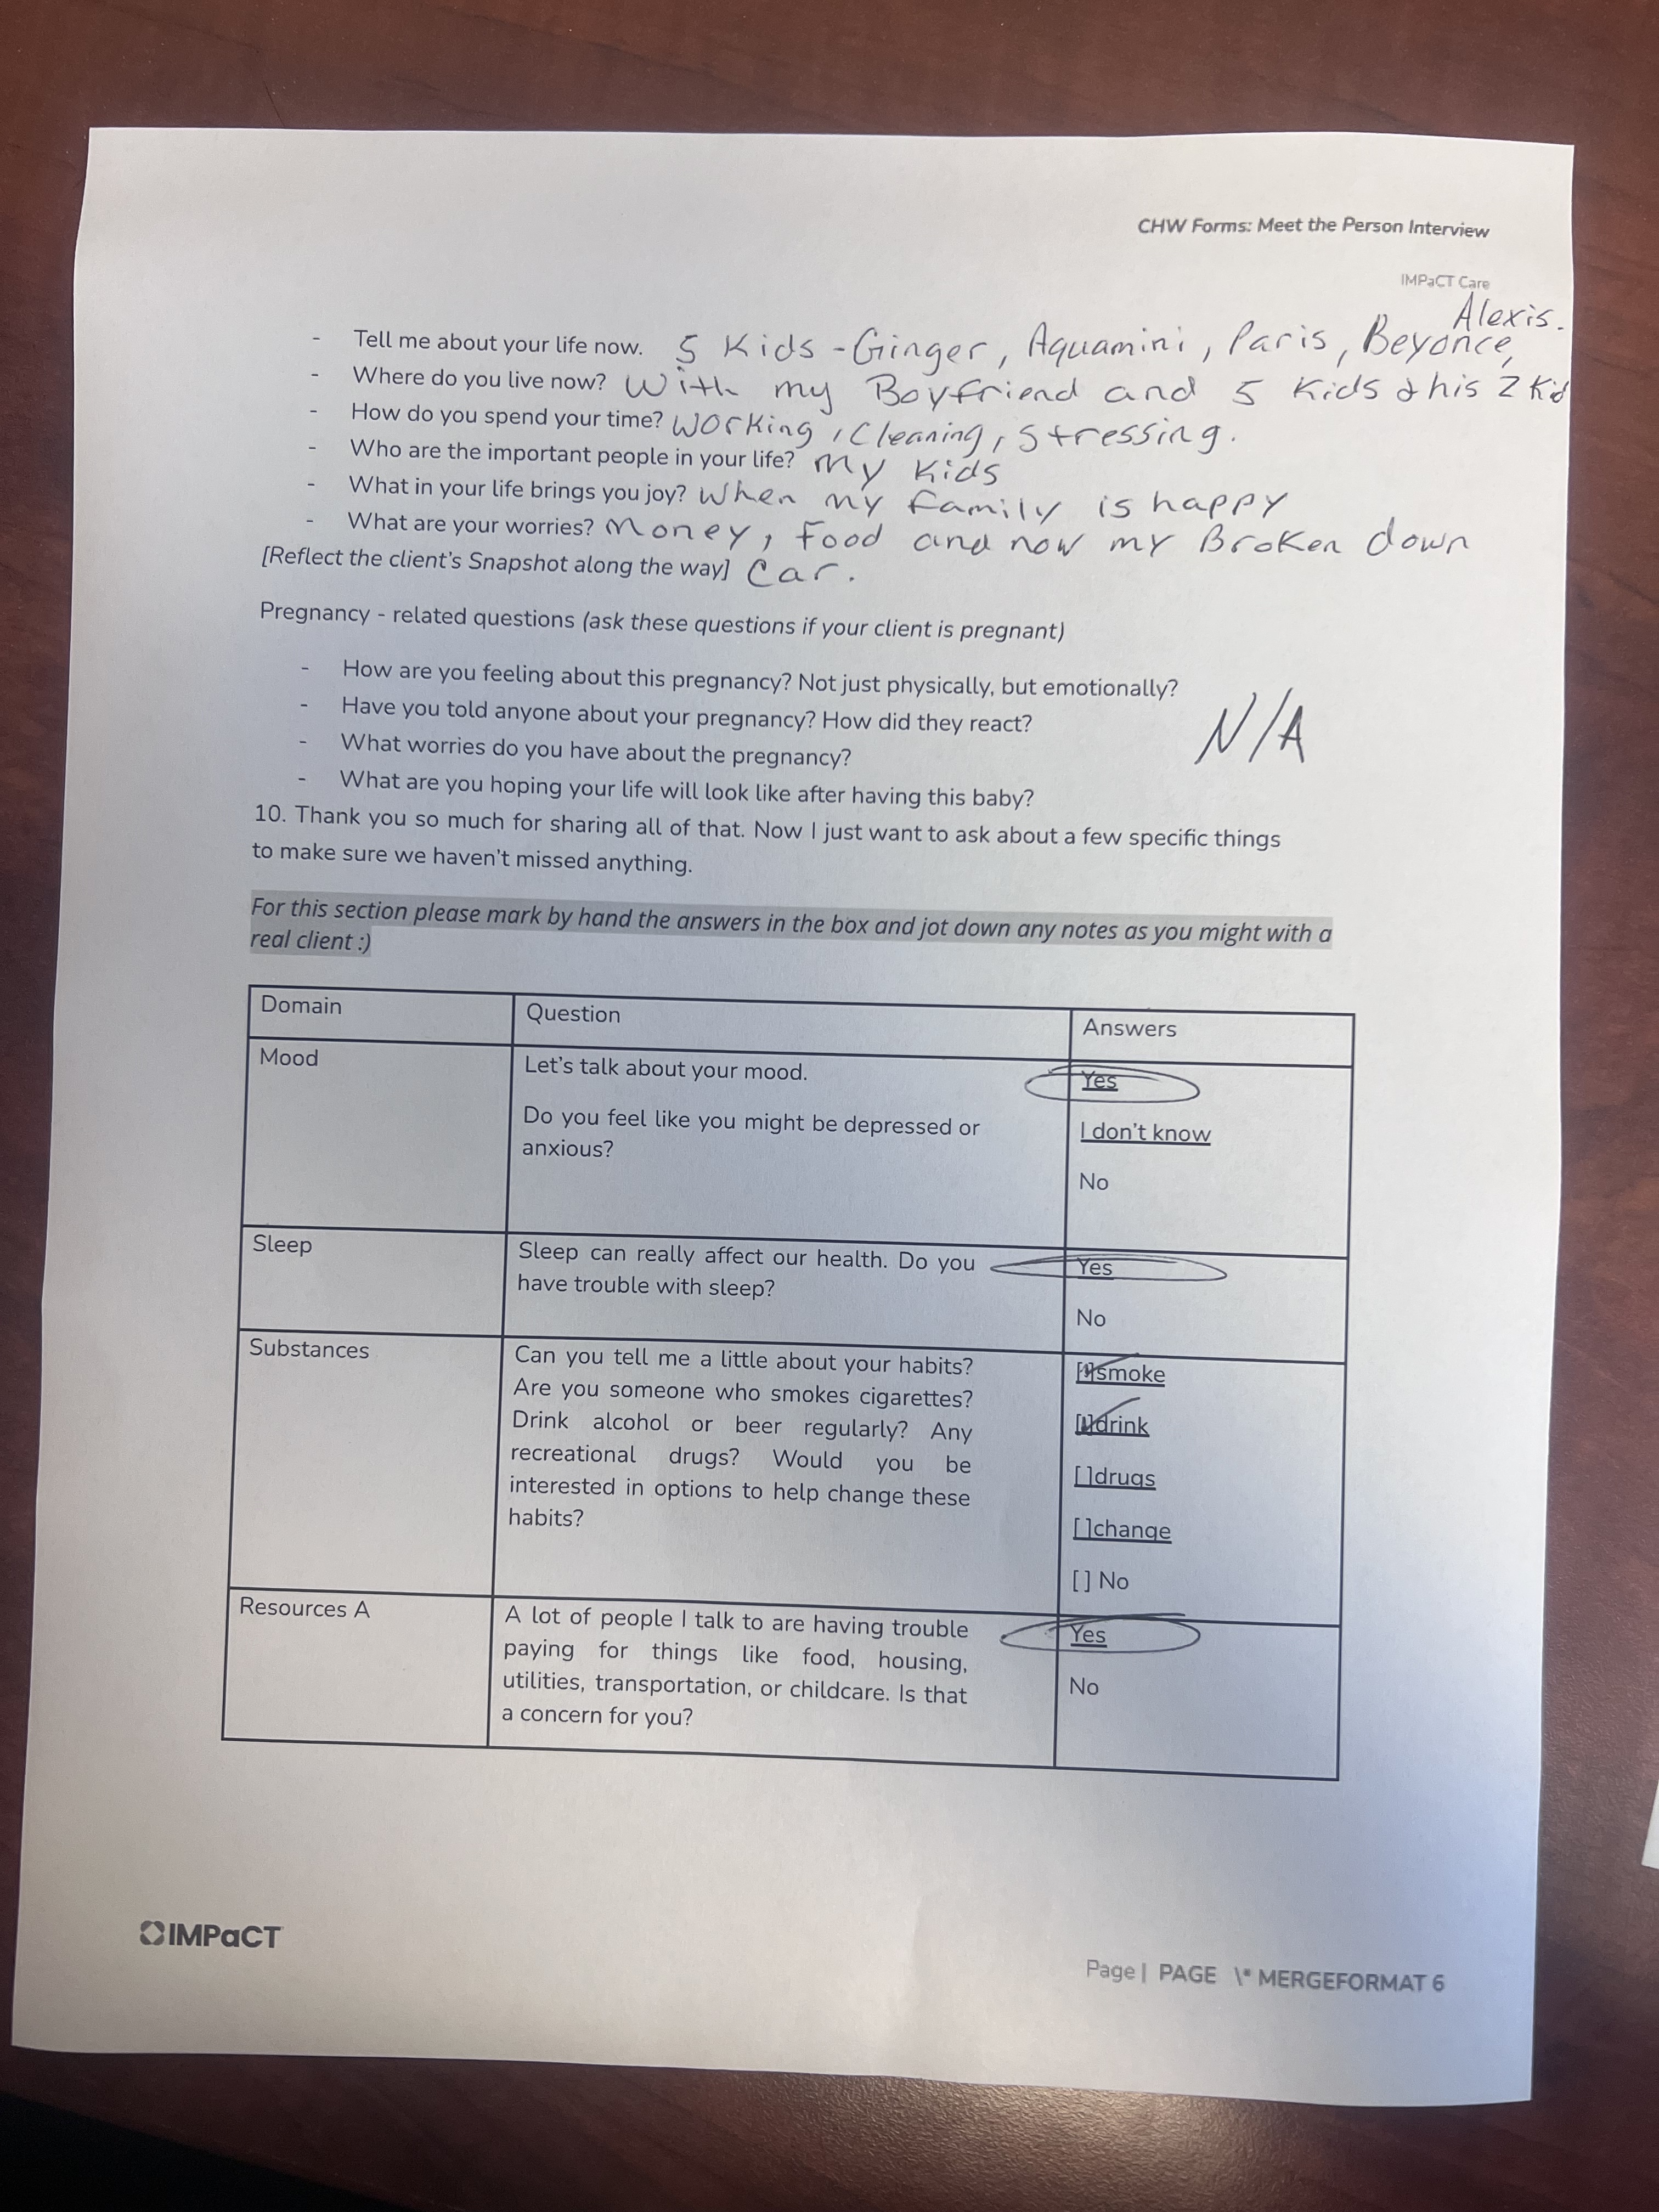 CHW Forms: Meet the Person Interview
IMPaCT Care
Alexis.
- Tell me about your life now. 5 Kids - Ginger, Aquamini, Paris, Beyonce,
- Where do you live now? With my Boyfriend and 5 Kids & his 2 Kid
- How do you spend your time? Working, Cleaning, Stressing.
- Who are the important people in your life? My Kids
- What in your life brings you joy? When my family is happy
- What are your worries? Money, Food and now my Broken down
[Reflect the client's Snapshot along the way] Car.
Pregnancy - related questions (ask these questions if your client is pregnant)
- How are you feeling about this pregnancy? Not just physically, but emotionally?
- Have you told anyone about your pregnancy? How did they react?
N/A
- What worries do you have about the pregnancy?
- What are you hoping your life will look like after having this baby?
10. Thank you so much for sharing all of that. Now I just want to ask about a few specific things
to make sure we haven't missed anything.
For this section please mark by hand the answers in the box and jot down any notes as you might with a
real client :)
Domain
Question
Answers
Mood
Let's talk about your mood.
Do you feel like you might be depressed or
anxious?
Yes
I don't know
No
Sleep
Sleep can really affect our health. Do you
have trouble with sleep?
Yes
No
Substances
Can you tell me a little about your habits?
Are you someone who smokes cigarettes?
Drink alcohol or beer regularly? Any
recreational drugs? Would you be
interested in options to help change these
habits?
[✓]smoke
[✓]drink
[ ]drugs
[ ]change
[ ] No
Resources A
A lot of people I talk to are having trouble
paying for things like food, housing,
utilities, transportation, or childcare. Is that
a concern for you?
Yes
No
IMPaCT
Page | PAGE \* MERGEFORMAT 6